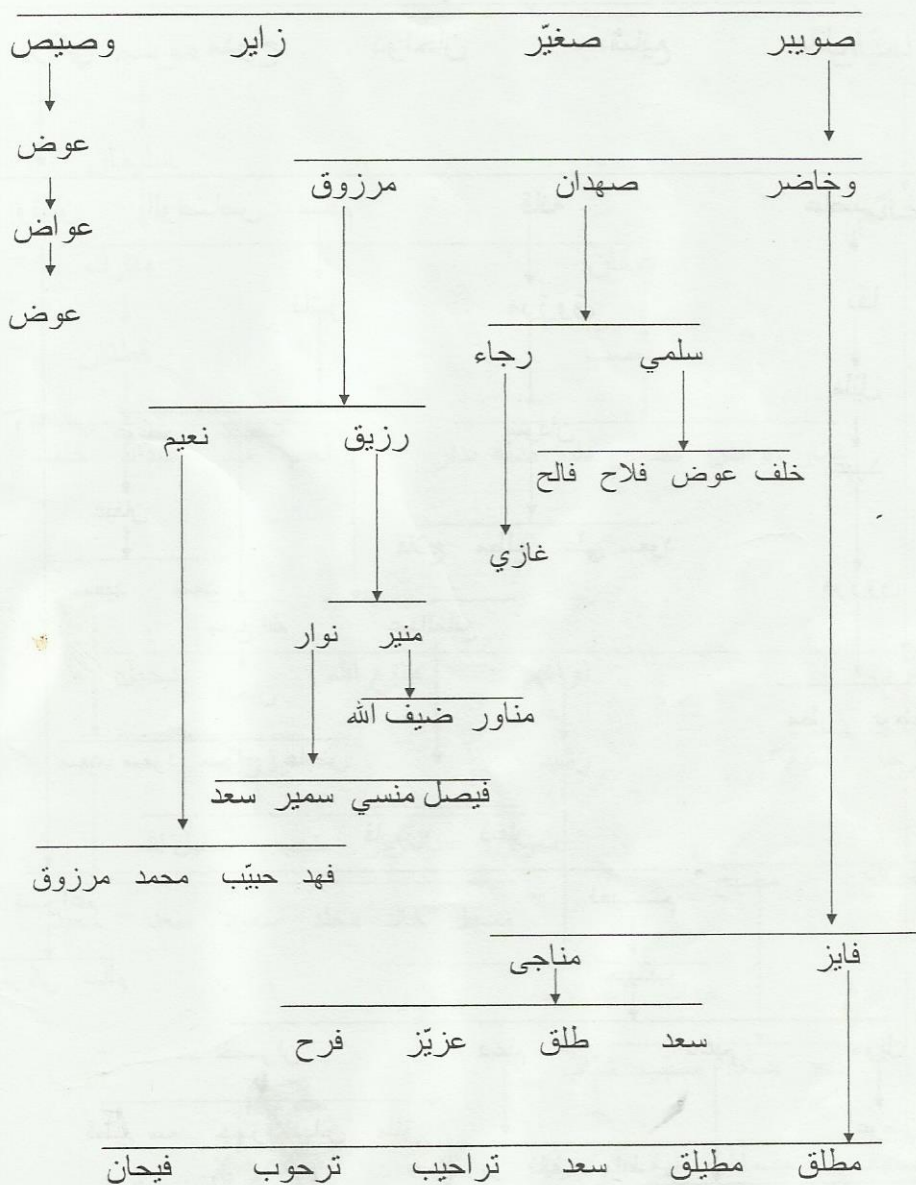 صويبر صغيّر زاير وصيص
عوض
وخاضر صهدان مرزوق
عواض
عوض
سلمي رجاء
رزيق نعيم
خلف عوض فلاح فالح
غازي
منير نوار
مناور ضيف الله
فيصل منسي سمير سعد
فهد حبيّب محمد مرزوق
فايز مناجى
سعد طلق عزيّز فرح
مطلق مطيلق سعد تراحيب ترحوب فيحان